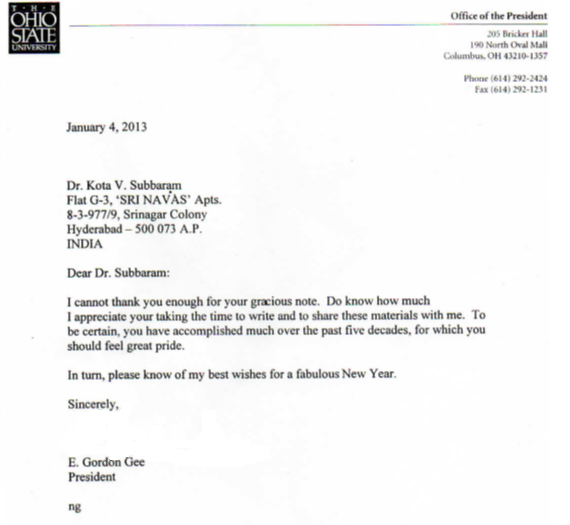 T · H · E
OHIO
STATE
UNIVERSITY
Office of the President
205 Bricker Hall
190 North Oval Mall
Columbus, OH 43210-1357
Phone (614) 292-2424
Fax (614) 292-1231
January 4, 2013
Dr. Kota V. Subbaram
Flat G-3, ‘SRI NAVAS’ Apts.
8-3-977/9, Srinagar Colony
Hyderabad – 500 073 A.P.
INDIA
Dear Dr. Subbaram:
I cannot thank you enough for your gracious note. Do know how much
I appreciate your taking the time to write and to share these materials with me. To
be certain, you have accomplished much over the past five decades, for which you
should feel great pride.
In turn, please know of my best wishes for a fabulous New Year.
Sincerely,
E. Gordon Gee
President
ng